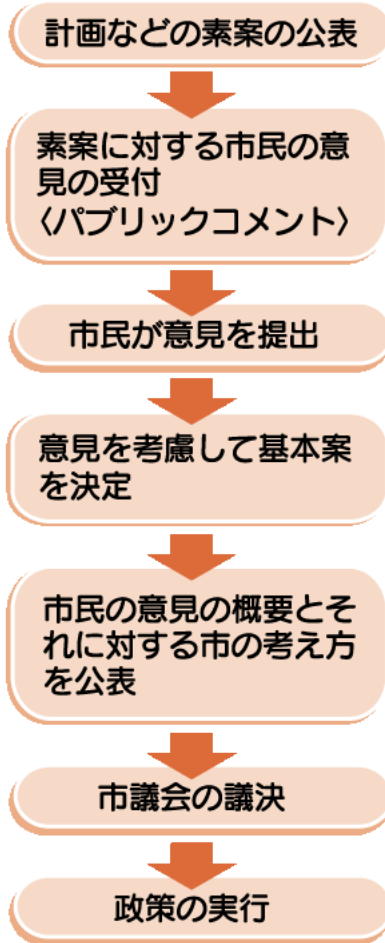 計画などの素案の公表
素案に対する市民の意
見の受付
〈パブリックコメント〉
市民が意見を提出
意見を考慮して基本案
を決定
市民の意見の概要とそ
れに対する市の考え方
を公表
市議会の議決
政策の実行